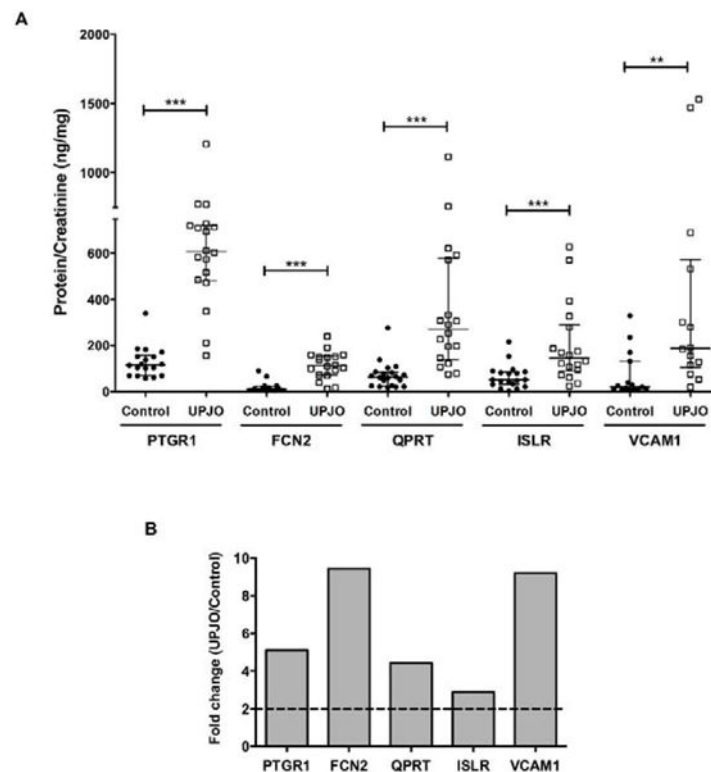 A
Protein/Creatinine (ng/mg)
2000
1500
1000
600
400
200
0
***
***
***
***
**
Control UPJO Control UPJO Control UPJO Control UPJO Control UPJO
PTGR1 FCN2 QPRT ISLR VCAM1
B
Fold change (UPJO/Control)
10
8
6
4
2
0
PTGR1 FCN2 QPRT ISLR VCAM1